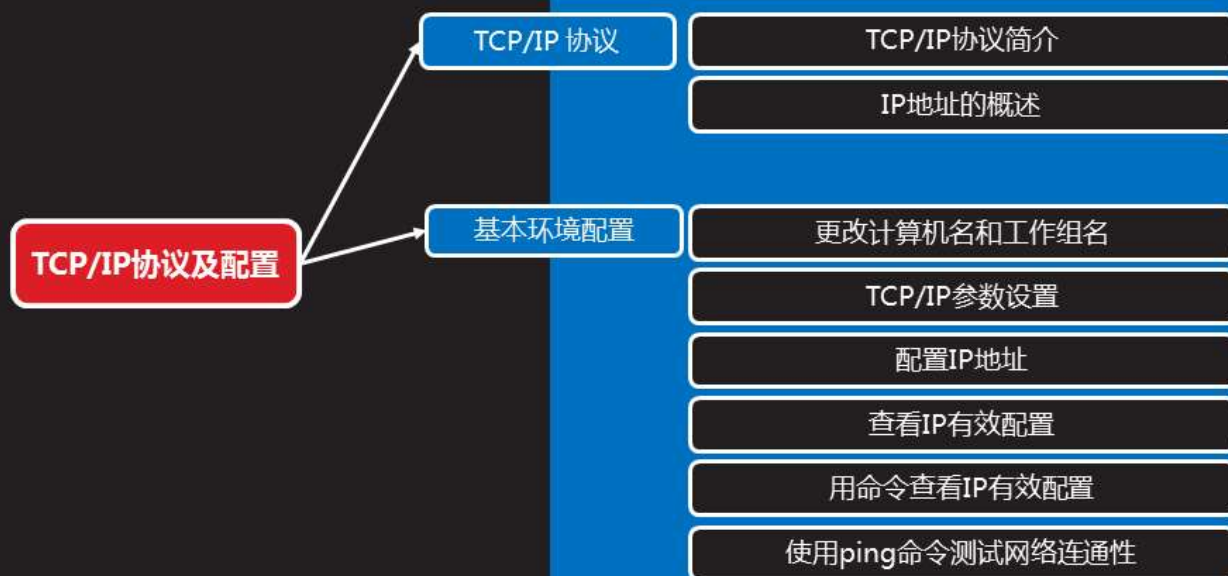 TCP/IP协议及配置
TCP/IP 协议
TCP/IP协议简介
IP地址的概述
基本环境配置
更改计算机名和工作组名
TCP/IP参数设置
配置IP地址
查看IP有效配置
用命令查看IP有效配置
使用ping命令测试网络连通性